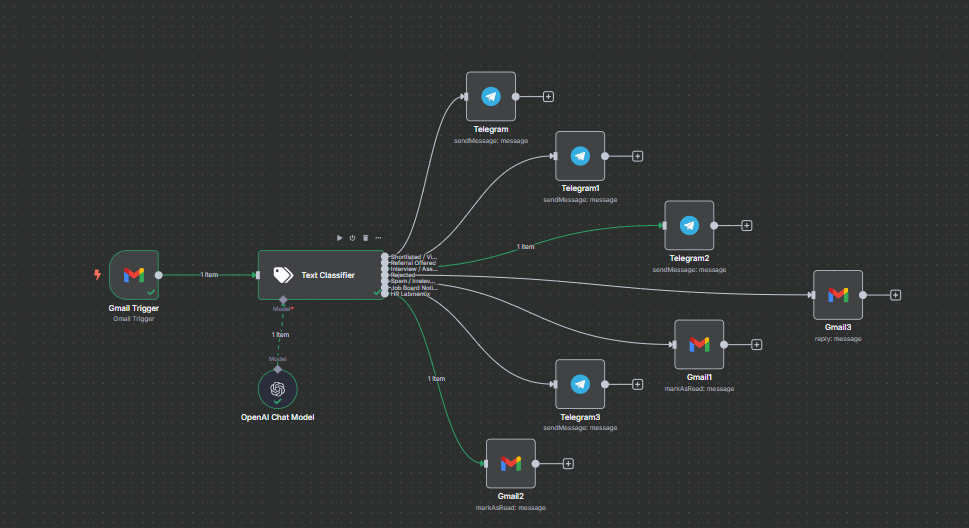 Telegram
sendMessage: message
Telegram1
sendMessage: message
Telegram2
sendMessage: message
1 Item
Shortlisted / Vi...
Referral Offered
Interview / Ass...
Rejected
Spam / Irrelev...
Job Board Noti...
HR Labmentix
Text Classifier
1 Item
Gmail Trigger
Gmail Trigger
Model*
1 Item
Model
OpenAI Chat Model
Gmail3
reply: message
Gmail1
markAsRead: message
1 Item
Telegram3
sendMessage: message
Gmail2
markAsRead: message